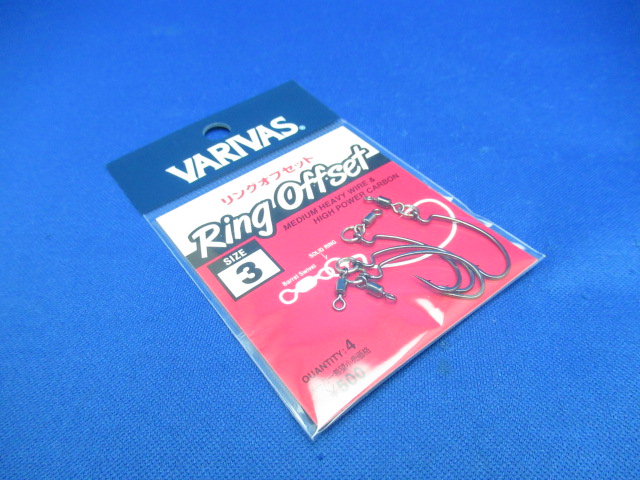 VARIVAS®
リングオフセット
Ring Offset
MEDIUM HEAVY WIRE &
HIGH POWER CARBON
SIZE
3
SOLID RING
Barrel Swivel
QUANTITY: 4
¥500